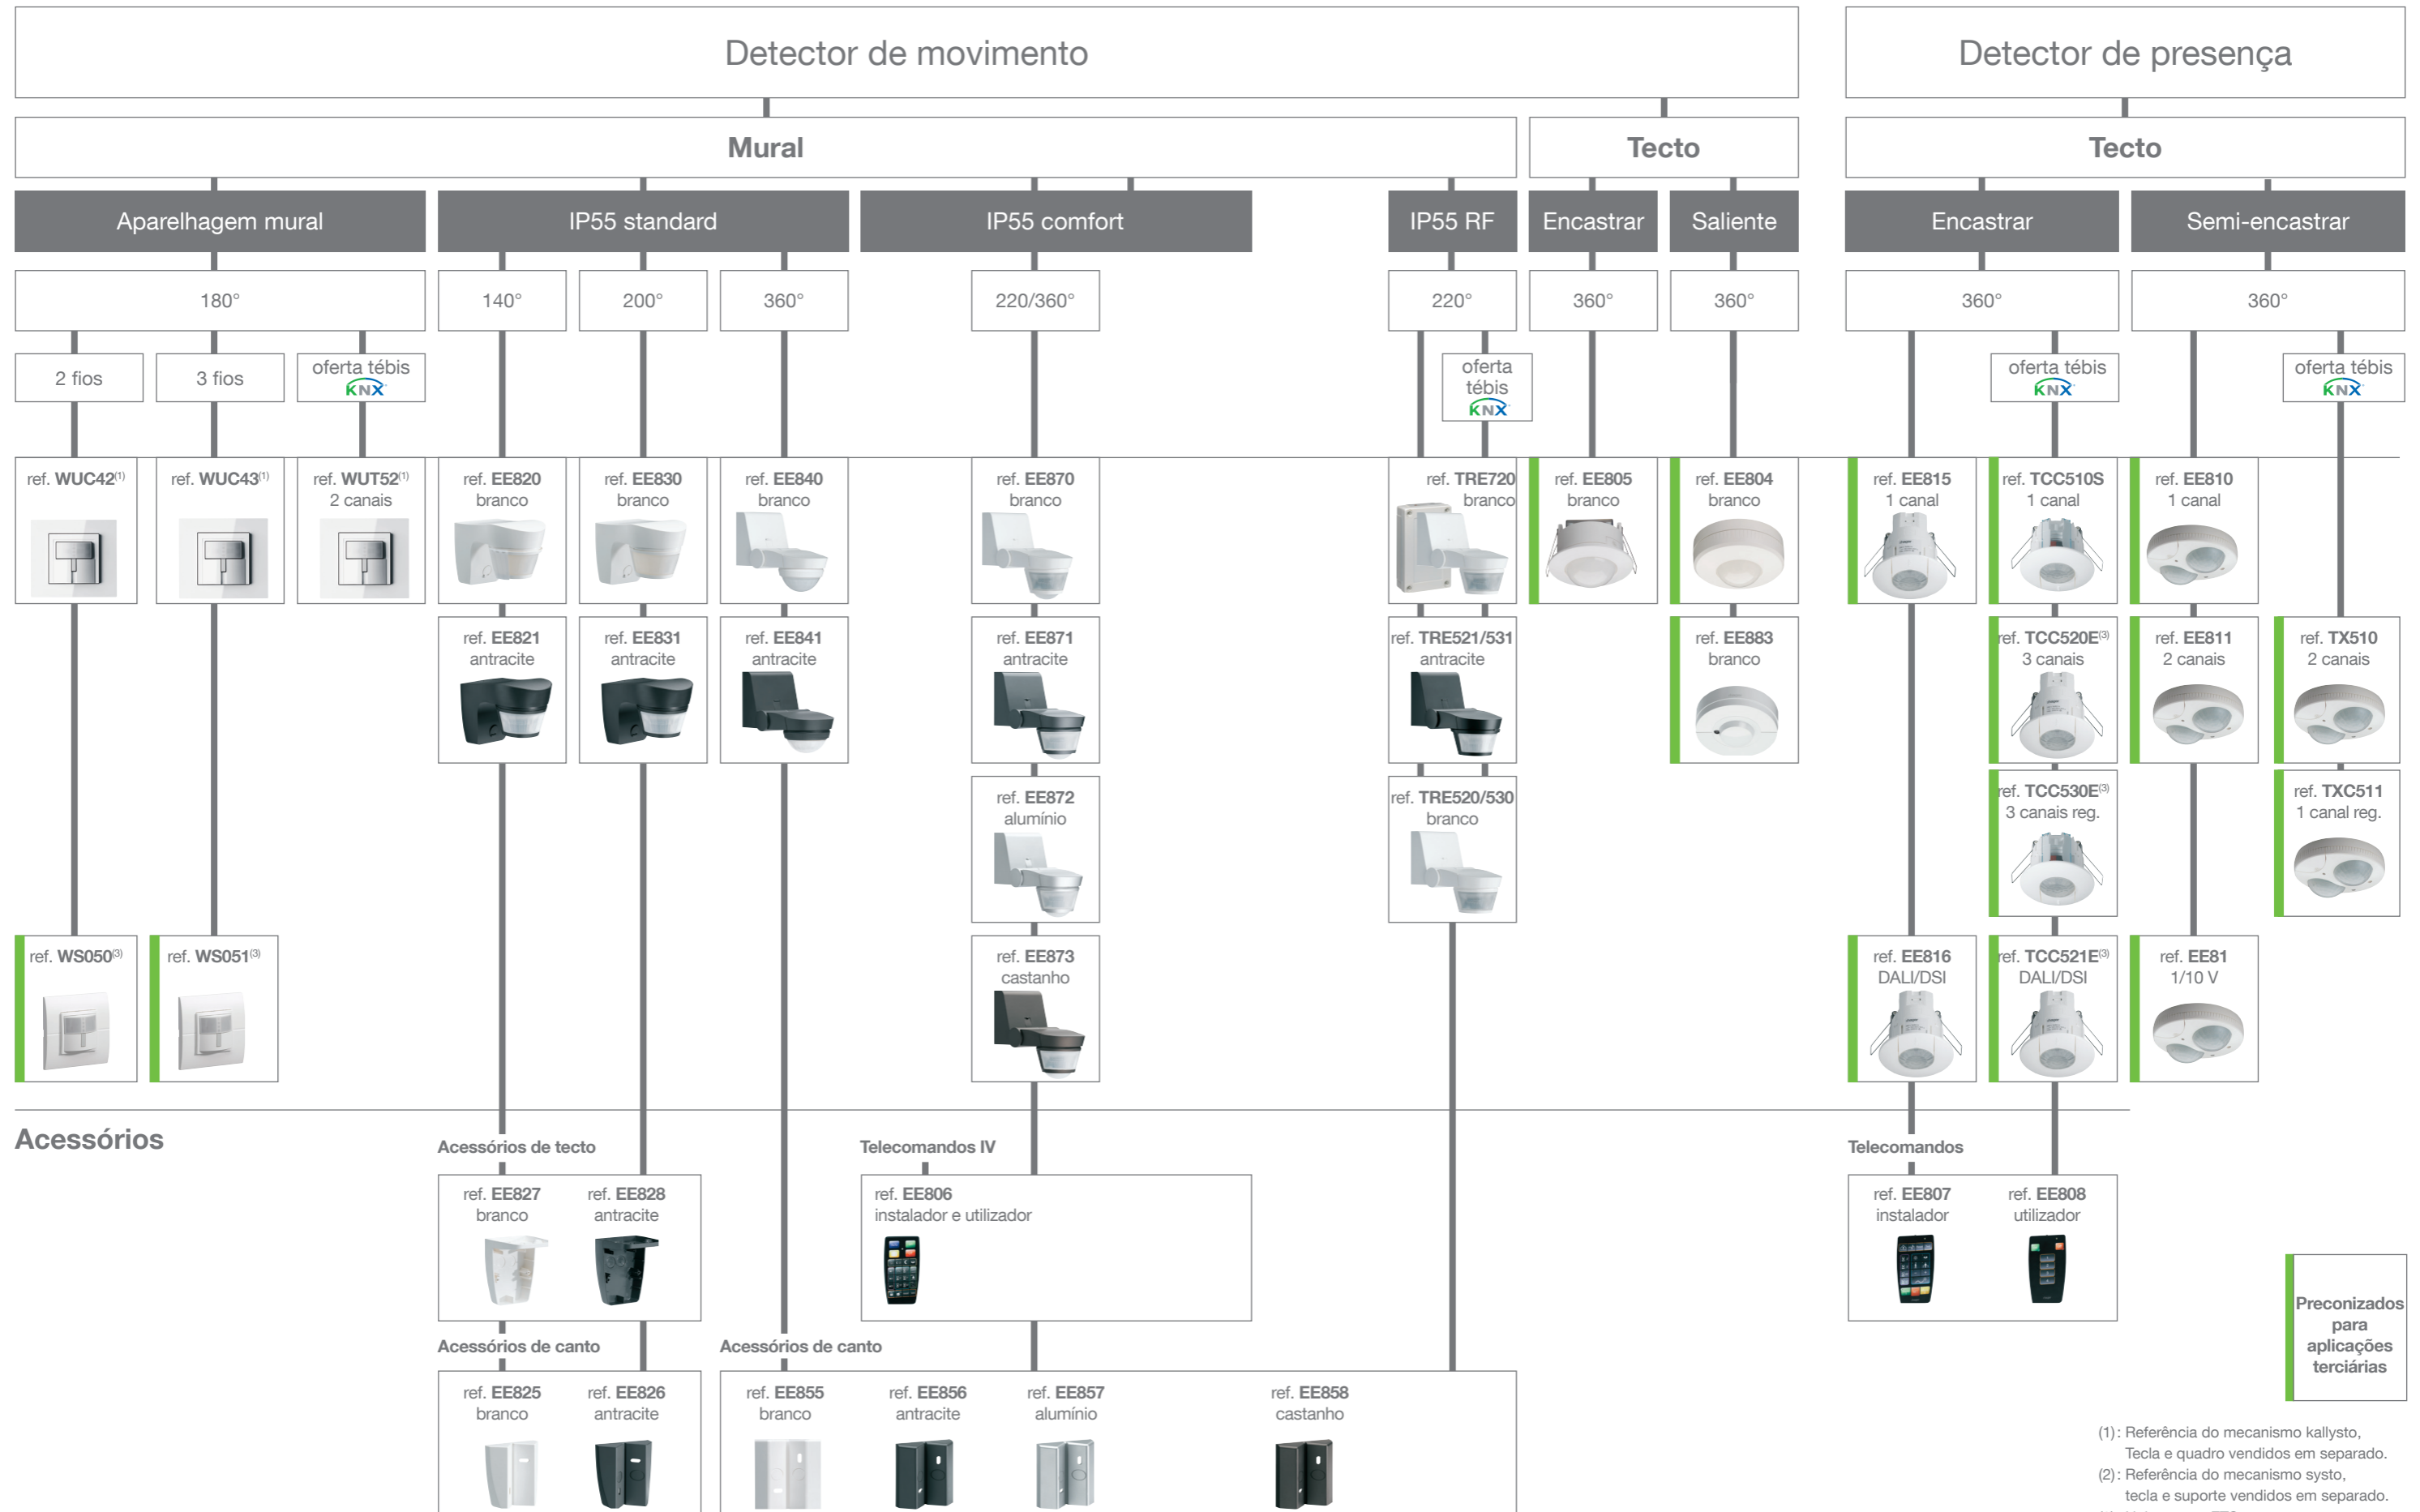 Detector de movimento
Detector de presença
Mural
Tecto
Tecto
Aparelhagem mural
IP55 standard
IP55 comfort
IP55 RF
Encastrar
Saliente
Encastrar
Semi-encastrar
180°
140°
200°
360°
220/360°
220°
360°
360°
360°
360°
2 fios
3 fios
oferta tébis
KNX
oferta
tébis
KNX
oferta tébis
KNX
oferta tébis
KNX
ref. WUC42(1)
ref. WUC43(1)
ref. WUT52(1)
2 canais
ref. EE820
branco
ref. EE830
branco
ref. EE840
branco
ref. EE870
branco
ref. TRE720
branco
ref. EE805
branco
ref. EE804
branco
ref. EE815
1 canal
ref. TCC510S
1 canal
ref. EE810
1 canal
ref. EE821
antracite
ref. EE831
antracite
ref. EE841
antracite
ref. EE871
antracite
ref. TRE521/531
antracite
ref. EE883
branco
ref. TCC520E(3)
3 canais
ref. EE811
2 canais
ref. TX510
2 canais
ref. EE872
alumínio
ref. TRE520/530
branco
ref. TCC530E(3)
3 canais reg.
ref. TXC511
1 canal reg.
ref. WS050(3)
ref. WS051(3)
ref. EE873
castanho
ref. EE816
DALI/DSI
ref. TCC521E(3)
DALI/DSI
ref. EE81
1/10 V
Acessórios
Acessórios de tecto
Telecomandos IV
Telecomandos
ref. EE827
branco
ref. EE828
antracite
ref. EE806
instalador e utilizador
ref. EE807
instalador
ref. EE808
utilizador
Preconizados
para
aplicações
terciárias
Acessórios de canto
Acessórios de canto
ref. EE825
branco
ref. EE826
antracite
ref. EE855
branco
ref. EE856
antracite
ref. EE857
alumínio
ref. EE858
castanho
(1): Referência do mecanismo kallysto,
Tecla e quadro vendidos em separado.
(2): Referência do mecanismo systo,
tecla e suporte vendidos em separado.